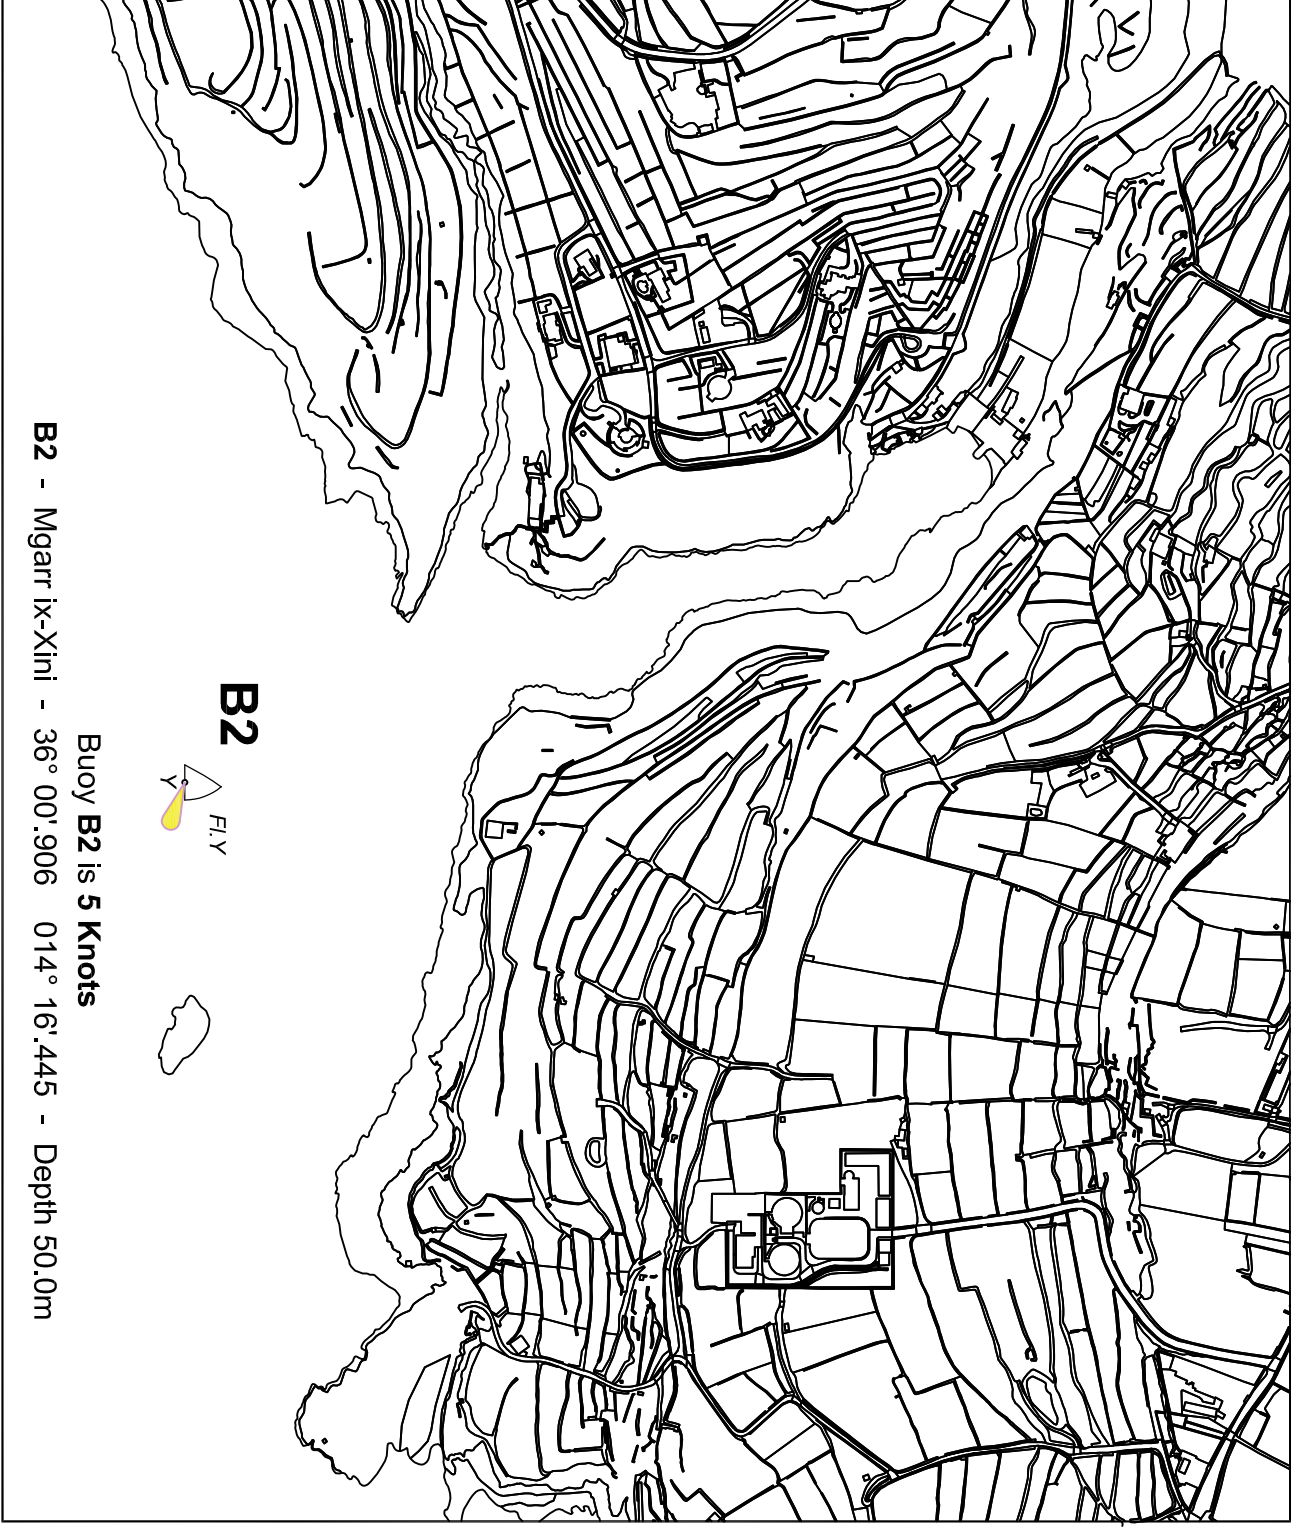 B2
Fl.Y
Y
Buoy B2 is 5 Knots
B2 - Mgarr ix-Xini - 36° 00'.906 014° 16'.445 - Depth 50.0m